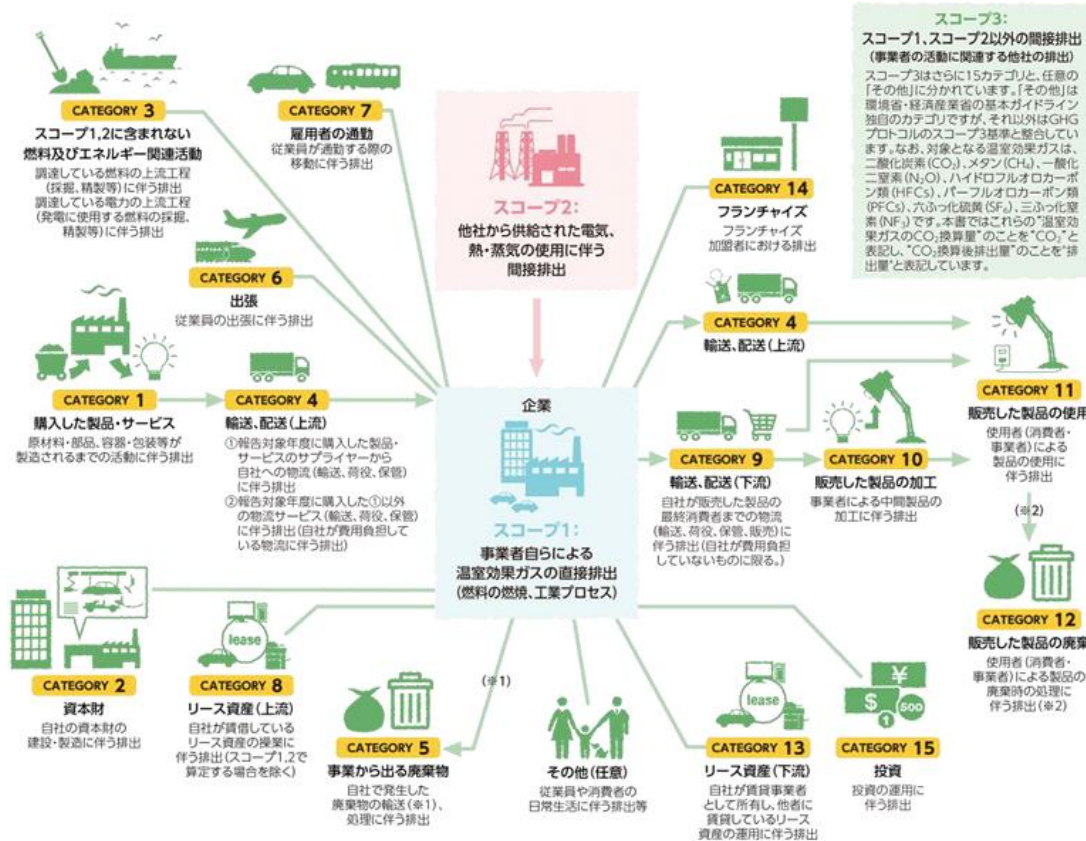 スコープ3:
スコープ1、スコープ2以外の間接排出
(事業者の活動に関連する他社の排出)
スコープ3はさらに15カテゴリと、任意の
「その他」に分かれています。「その他」は
環境省・経済産業省の基本ガイドライン
独自のカテゴリですが、それ以外はGHG
プロトコルのスコープ3基準と整合してい
ます。なお、対象となる温室効果ガスは、
二酸化炭素(CO₂)、メタン(CH₄)、一酸化
二窒素(N₂O)、ハイドロフルオロカーボ
ン類(HFCs)、パーフルオロカーボン類
(PFCs)、六ふっ化硫黄(SF₆)、三ふっ化窒
素(NF₃)です。本書ではこれらの"温室効
果ガスのCO₂換算量"のことを"CO₂"と
表記し、"CO₂換算後排出量"のことを"排
出量"と表記しています。
CATEGORY 3
スコープ1,2に含まれない
燃料及びエネルギー関連活動
調達している燃料の上流工程
(採掘、精製等)に伴う排出
調達している電力の上流工程
(発電に使用する燃料の採掘、
精製等)に伴う排出
CATEGORY 7
雇用者の通勤
従業員が通勤する際の
移動に伴う排出
スコープ2:
他社から供給された電気、
熱・蒸気の使用に伴う
間接排出
CATEGORY 14
フランチャイズ
フランチャイズ
加盟者における排出
CATEGORY 6
出張
従業員の出張に伴う排出
CATEGORY 4
輸送、配送(上流)
CATEGORY 1
購入した製品・サービス
原材料・部品、容器・包装等が
製造されるまでの活動に伴う排出
CATEGORY 4
輸送、配送(上流)
①報告対象年度に購入した製品・
サービスのサプライヤーから
自社への物流(輸送、荷役、保管)
に伴う排出
②報告対象年度に購入した①以外
の物流サービス(輸送、荷役、保管)
に伴う排出(自社が費用負担して
いる物流に伴う排出)
企業
スコープ1:
事業者自らによる
温室効果ガスの直接排出
(燃料の燃焼、工業プロセス)
CATEGORY 9
輸送、配送(下流)
自社が販売した製品の
最終消費者までの物流
(輸送、荷役、保管、販売)に
伴う排出(自社が費用負担
していないものに限る。)
CATEGORY 10
販売した製品の加工
事業者による中間製品の
加工に伴う排出
CATEGORY 11
販売した製品の使用
使用者(消費者・
事業者)による
製品の使用に
伴う排出
(※2)
CATEGORY 12
販売した製品の廃棄
使用者(消費者・
事業者)による製品の
廃棄時の処理に
伴う排出(※2)
CATEGORY 2
資本財
自社の資本財の
建設・製造に伴う排出
lease
CATEGORY 8
リース資産(上流)
自社が賃借している
リース資産の操業に
伴う排出(スコープ1,2で
算定する場合を除く)
(※1)
CATEGORY 5
事業から出る廃棄物
自社で発生した
廃棄物の輸送(※1)、
処理に伴う排出
その他(任意)
従業員や消費者の
日常生活に伴う排出等
lease
CATEGORY 13
リース資産(下流)
自社が賃貸事業者
として所有し、他者に
賃貸しているリース
資産の運用に伴う排出
¥
$
1
500
CATEGORY 15
投資
投資の運用に
伴う排出